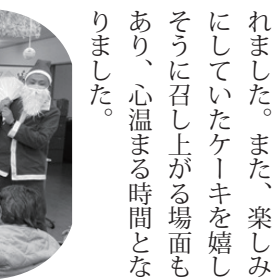 れました。また、楽しみ
にしていたケーキを嬉し
そうに召し上がる場面も
あり、心温まる時間とな
りました。